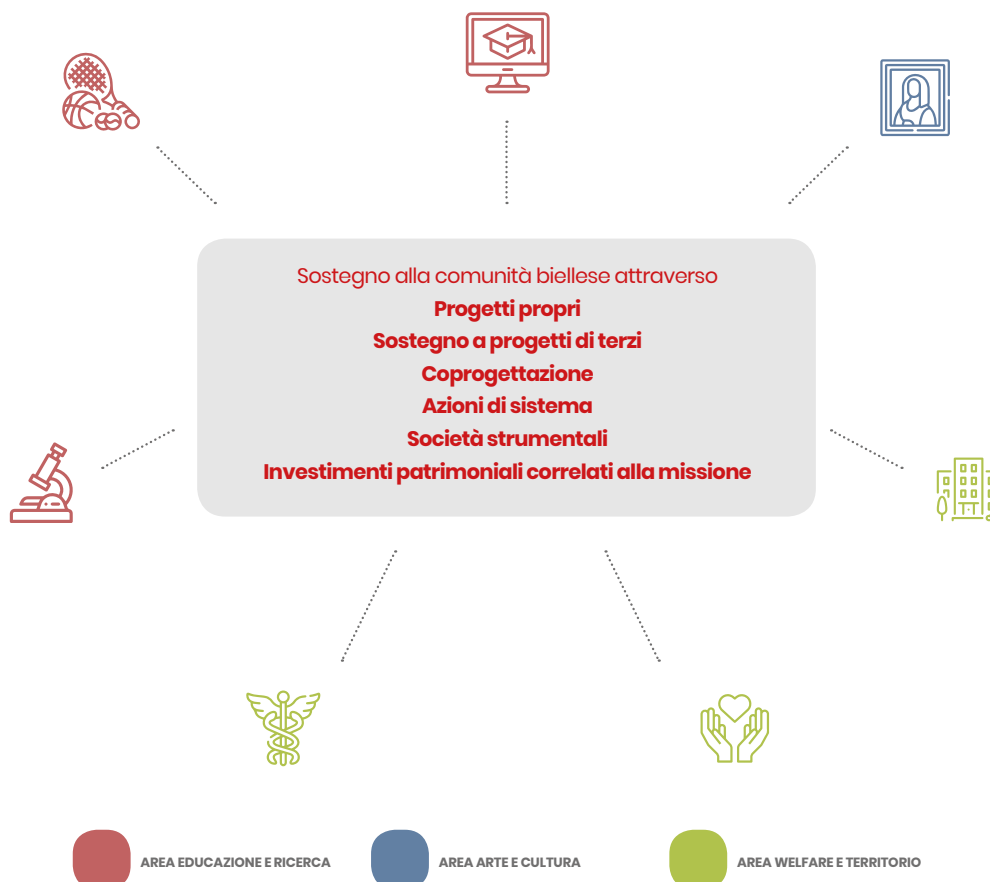 Sostegno alla comunità biellese attraverso
Progetti propri
Sostegno a progetti di terzi
Coprogettazione
Azioni di sistema
Società strumentali
Investimenti patrimoniali correlati alla missione
AREA EDUCAZIONE E RICERCA
AREA ARTE E CULTURA
AREA WELFARE E TERRITORIO